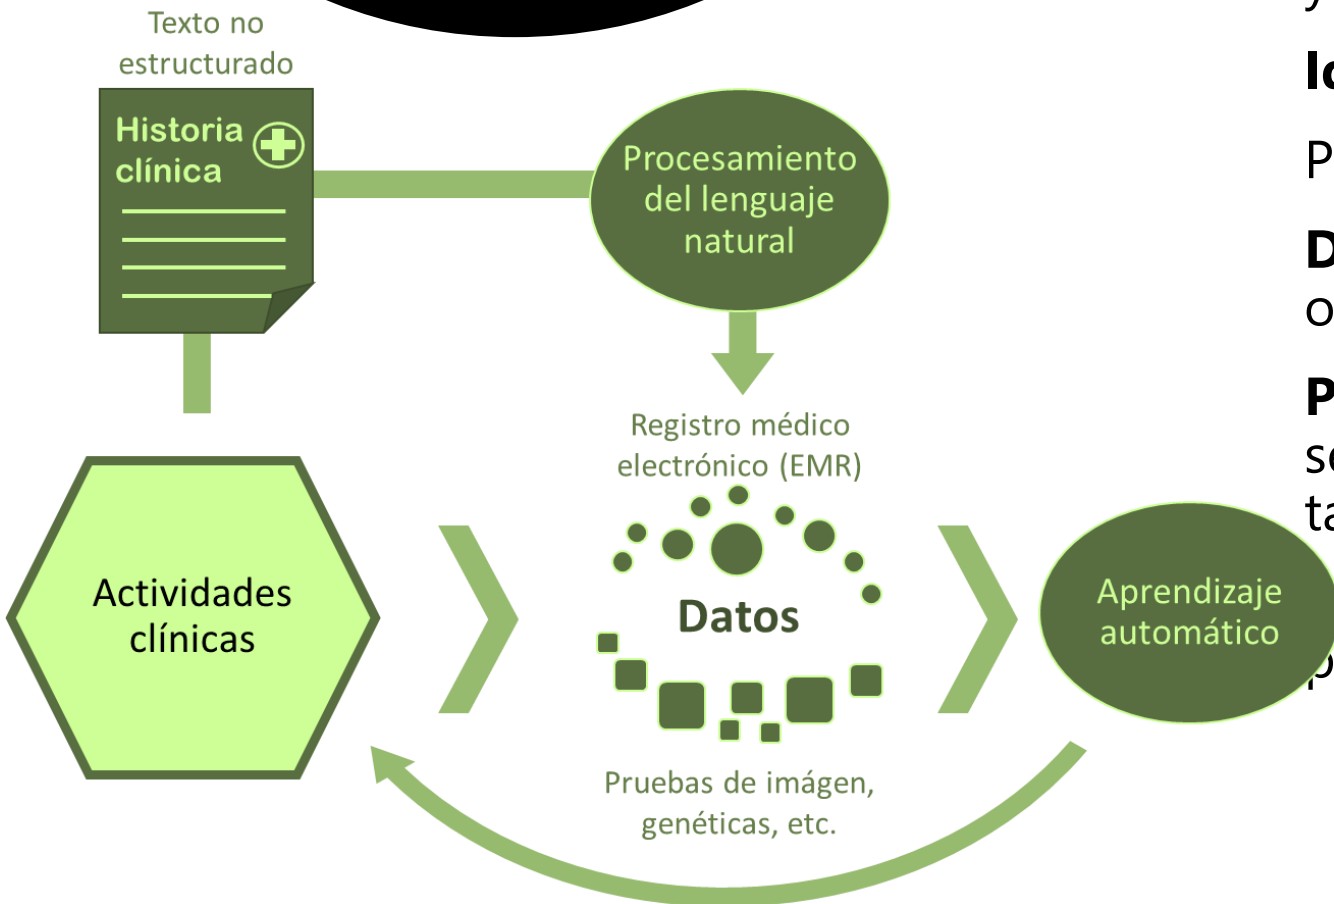 Texto no
estructurado
Historia
clínica
Procesamiento
del lenguaje
natural
Registro médico
electrónico (EMR)
Actividades
clínicas
Datos
Aprendizaje
automático
Pruebas de imágen,
genéticas, etc.